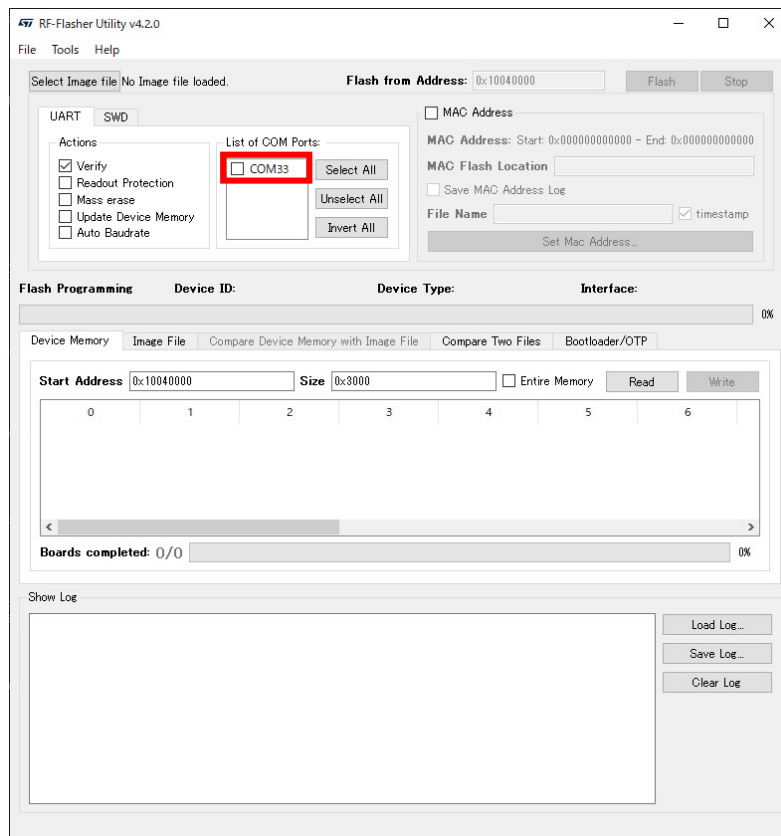 RF-Flasher Utility v4.2.0
File Tools Help
Select Image file No Image file loaded. Flash from Address: 0x10040000 Flash Stop
UART SWD
Actions
Verify
Readout Protection
Mass erase
Update Device Memory
Auto Baudrate
List of COM Ports:
COM33
Select All
Unselect All
Invert All
MAC Address
MAC Address: Start: 0x000000000000 - End: 0x000000000000
MAC Flash Location
Save MAC Address Log
File Name timestamp
Set Mac Address...
Flash Programming Device ID: Device Type: Interface:
0%
Device Memory Image File Compare Device Memory with Image File Compare Two Files Bootloader/OTP
Start Address 0x10040000 Size 0x3000 Entire Memory Read Write
0 1 2 3 4 5 6
Boards completed: 0/0 0%
Show Log
Load Log...
Save Log...
Clear Log